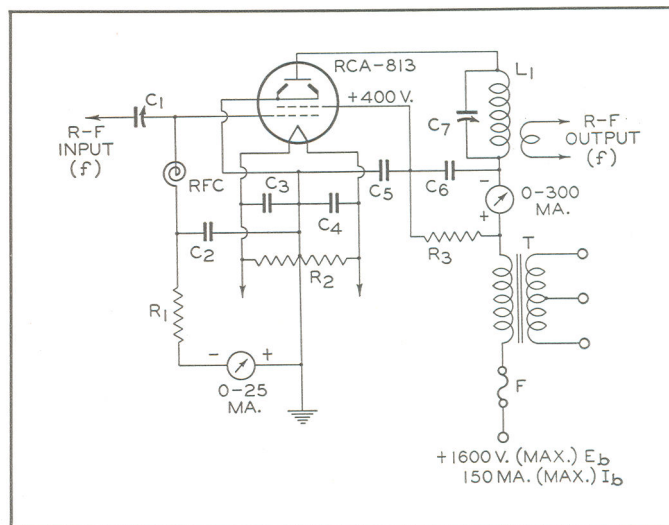 RCA-813
L1
+400 V.
C1
C7
R-F
INPUT
(f)
R-F
OUTPUT
(f)
RFC
C3
C5
C6
-
0-300
MA.
+
C4
C2
R3
T
R2
R1
-
+
0-25
MA.
F
+1600 V. (MAX.) Eb
150 MA. (MAX.) Ib